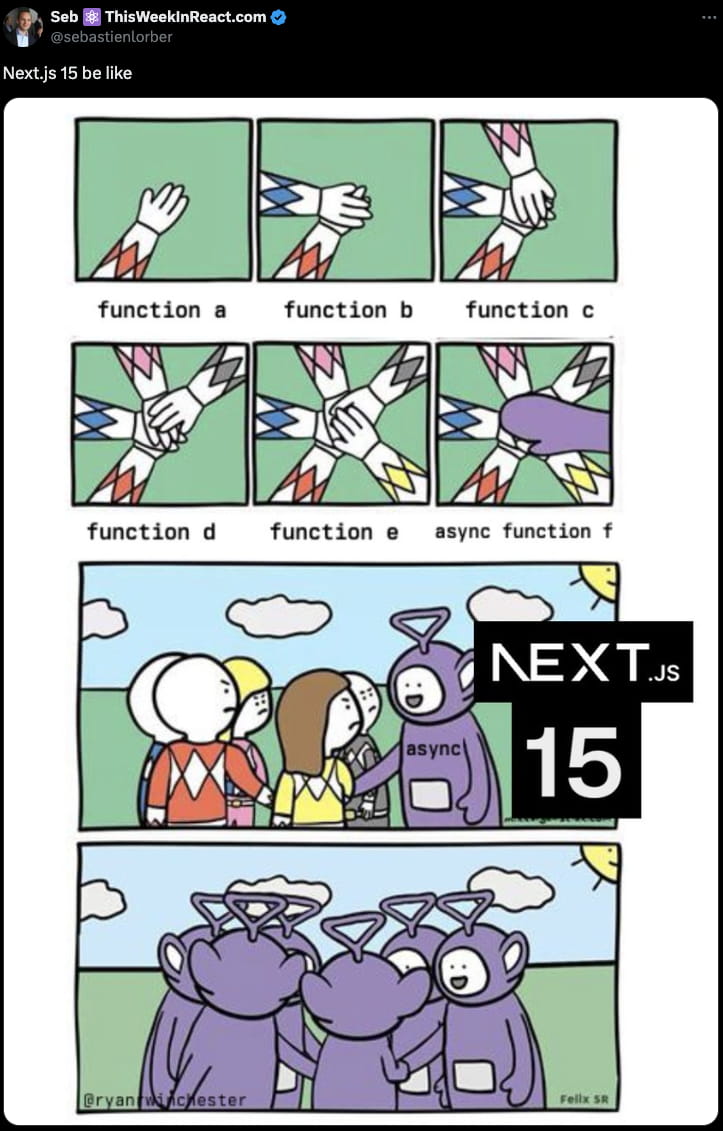 Seb ⚛️ ThisWeekInReact.com
@sebastienlorber
Next.js 15 be like
function a
function b
function c
function d
function e
async function f
NEXT.JS
15
async
@ryanrwinchester
Felix SR